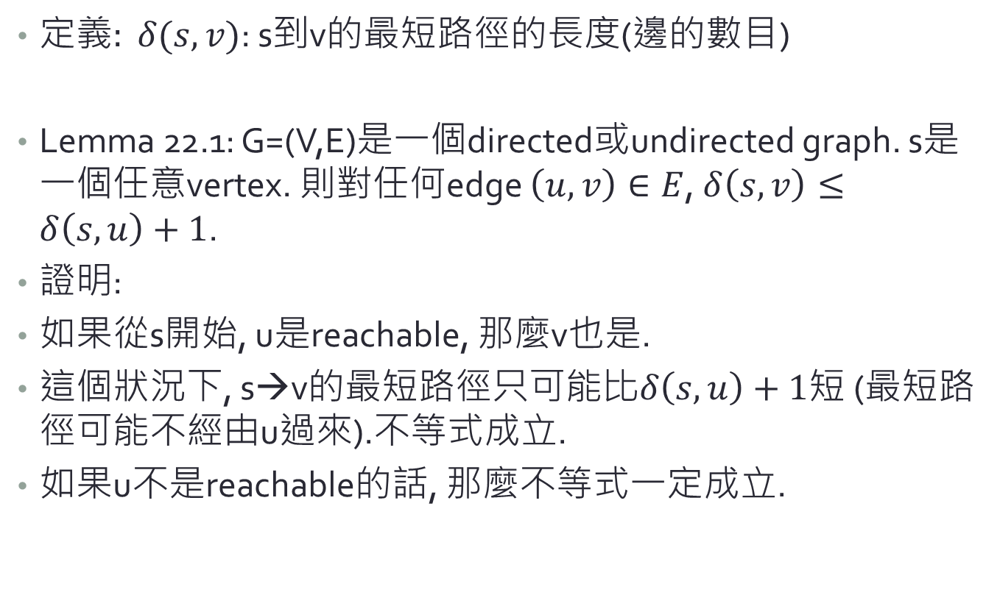 • 定義: δ(s, v): s到v的最短路徑的長度(邊的數目)
• Lemma 22.1: G=(V,E)是一個directed或undirected graph. s是
一個任意vertex. 則對任何edge (u, v) ∈ E, δ(s, v) ≤
δ(s, u) + 1.
• 證明:
• 如果從s開始, u是reachable, 那麼v也是.
• 這個狀況下, s→v的最短路徑只可能比δ(s, u) + 1短 (最短路
徑可能不經由u過來).不等式成立.
• 如果u不是reachable的話, 那麼不等式一定成立.